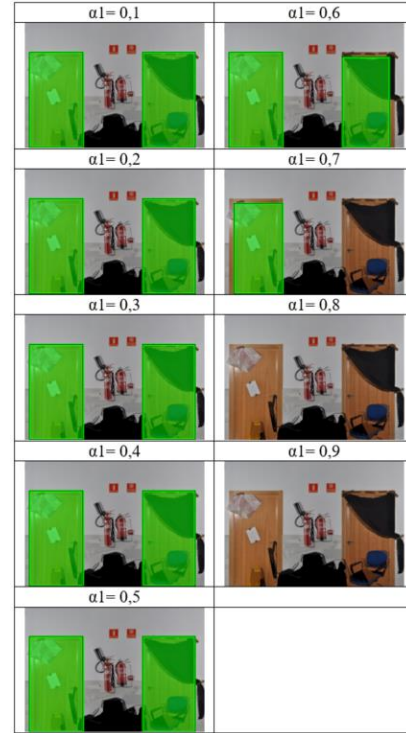 α1= 0,1
α1= 0,6
α1= 0,2
α1= 0,7
α1= 0,3
α1= 0,8
α1= 0,4
α1= 0,9
α1= 0,5